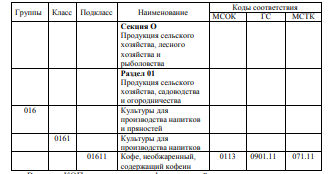 Группы Класс Подкласс Наименование Коды соответствия
МСОК ГС МСТК
Секция О
Продукция сельского
хозяйства, лесного
хозяйства и
рыболовства
Раздел 01
Продукция сельского
хозяйства, садоводства
и огородничества
016 Культуры для
производства напитков
и пряностей
0161 Культуры для
производства напитков
01611 Кофе, необжаренный, 0113 0901.11 071.11
содержащий кофеин